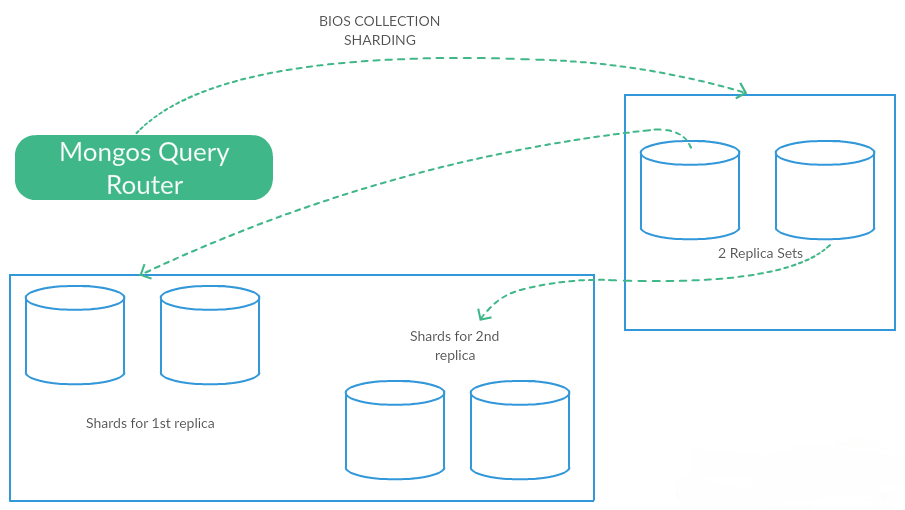 BIOS COLLECTION
SHARDING
Mongos Query
Router
2 Replica Sets
Shards for 2nd
replica
Shards for 1st replica